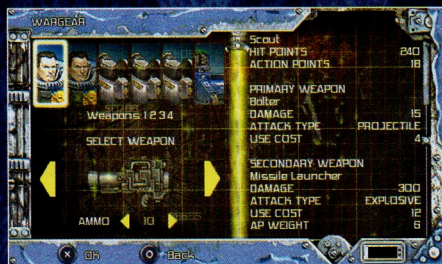 WARGEAR
Weapons: 1 2 3 4
SELECT WEAPON
AMMO 10
Ok
Back
Scout
HIT POINTS 240
ACTION POINTS 18
PRIMARY WEAPON
Bolter
DAMAGE 15
ATTACK TYPE PROJECTILE
USE COST 4
SECONDARY WEAPON
Missile Launcher
DAMAGE 300
ATTACK TYPE EXPLOSIVE
USE COST 12
AP WEIGHT 6